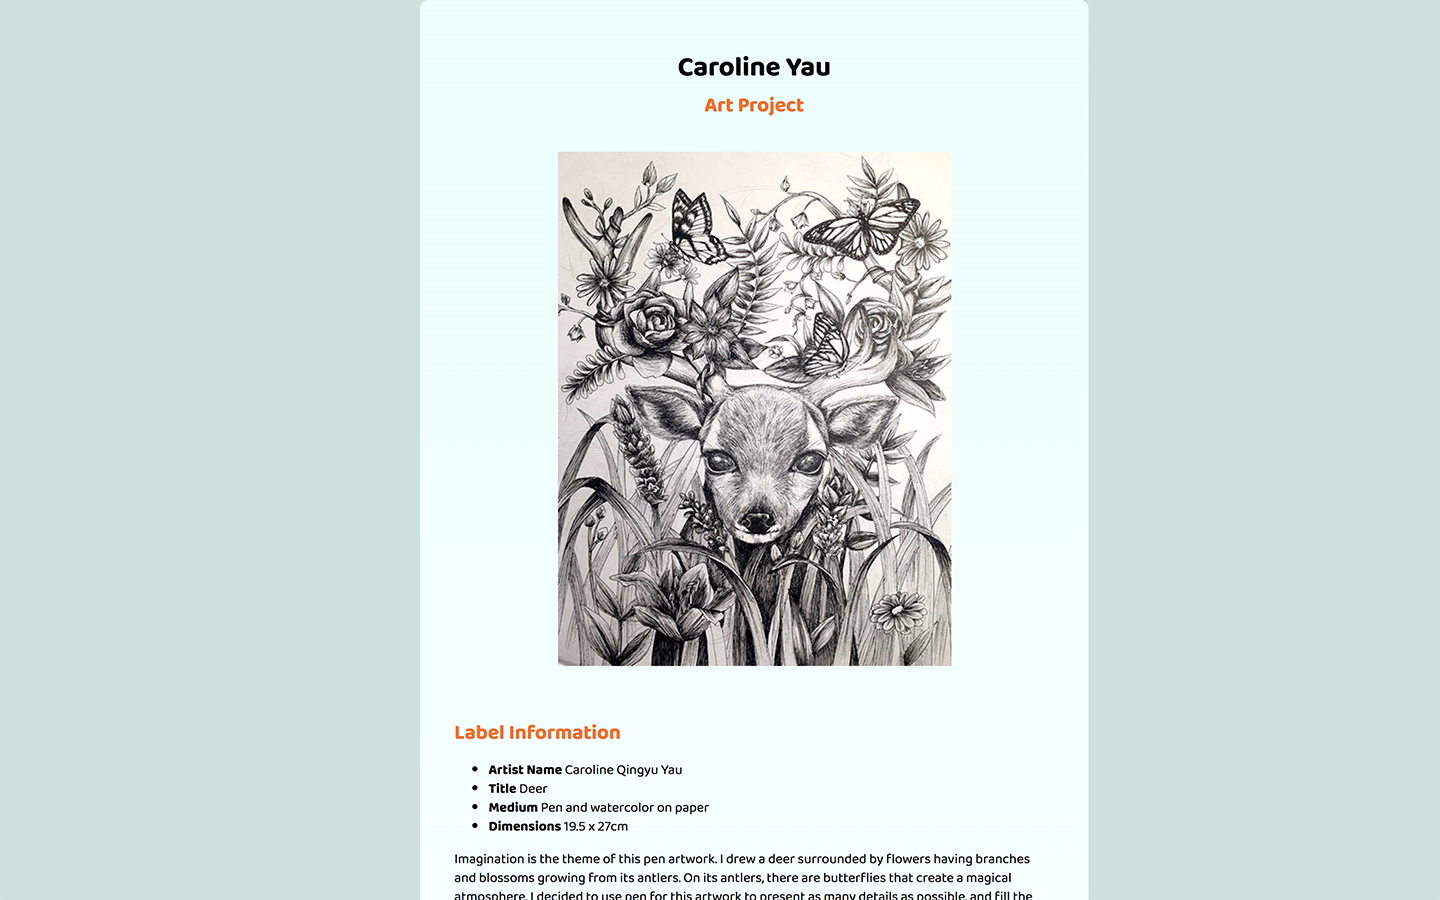 Caroline Yau
Art Project
Label Information
Artist Name Caroline Qingyu Yau
Title Deer
Medium Pen and watercolor on paper
Dimensions 19.5 x 27cm
Imagination is the theme of this pen artwork. I drew a deer surrounded by flowers having branches
and blossoms growing from its antlers. On its antlers, there are butterflies that create a magical
atmosphere. I decided to use pen for this artwork to present as many details as possible, and fill the